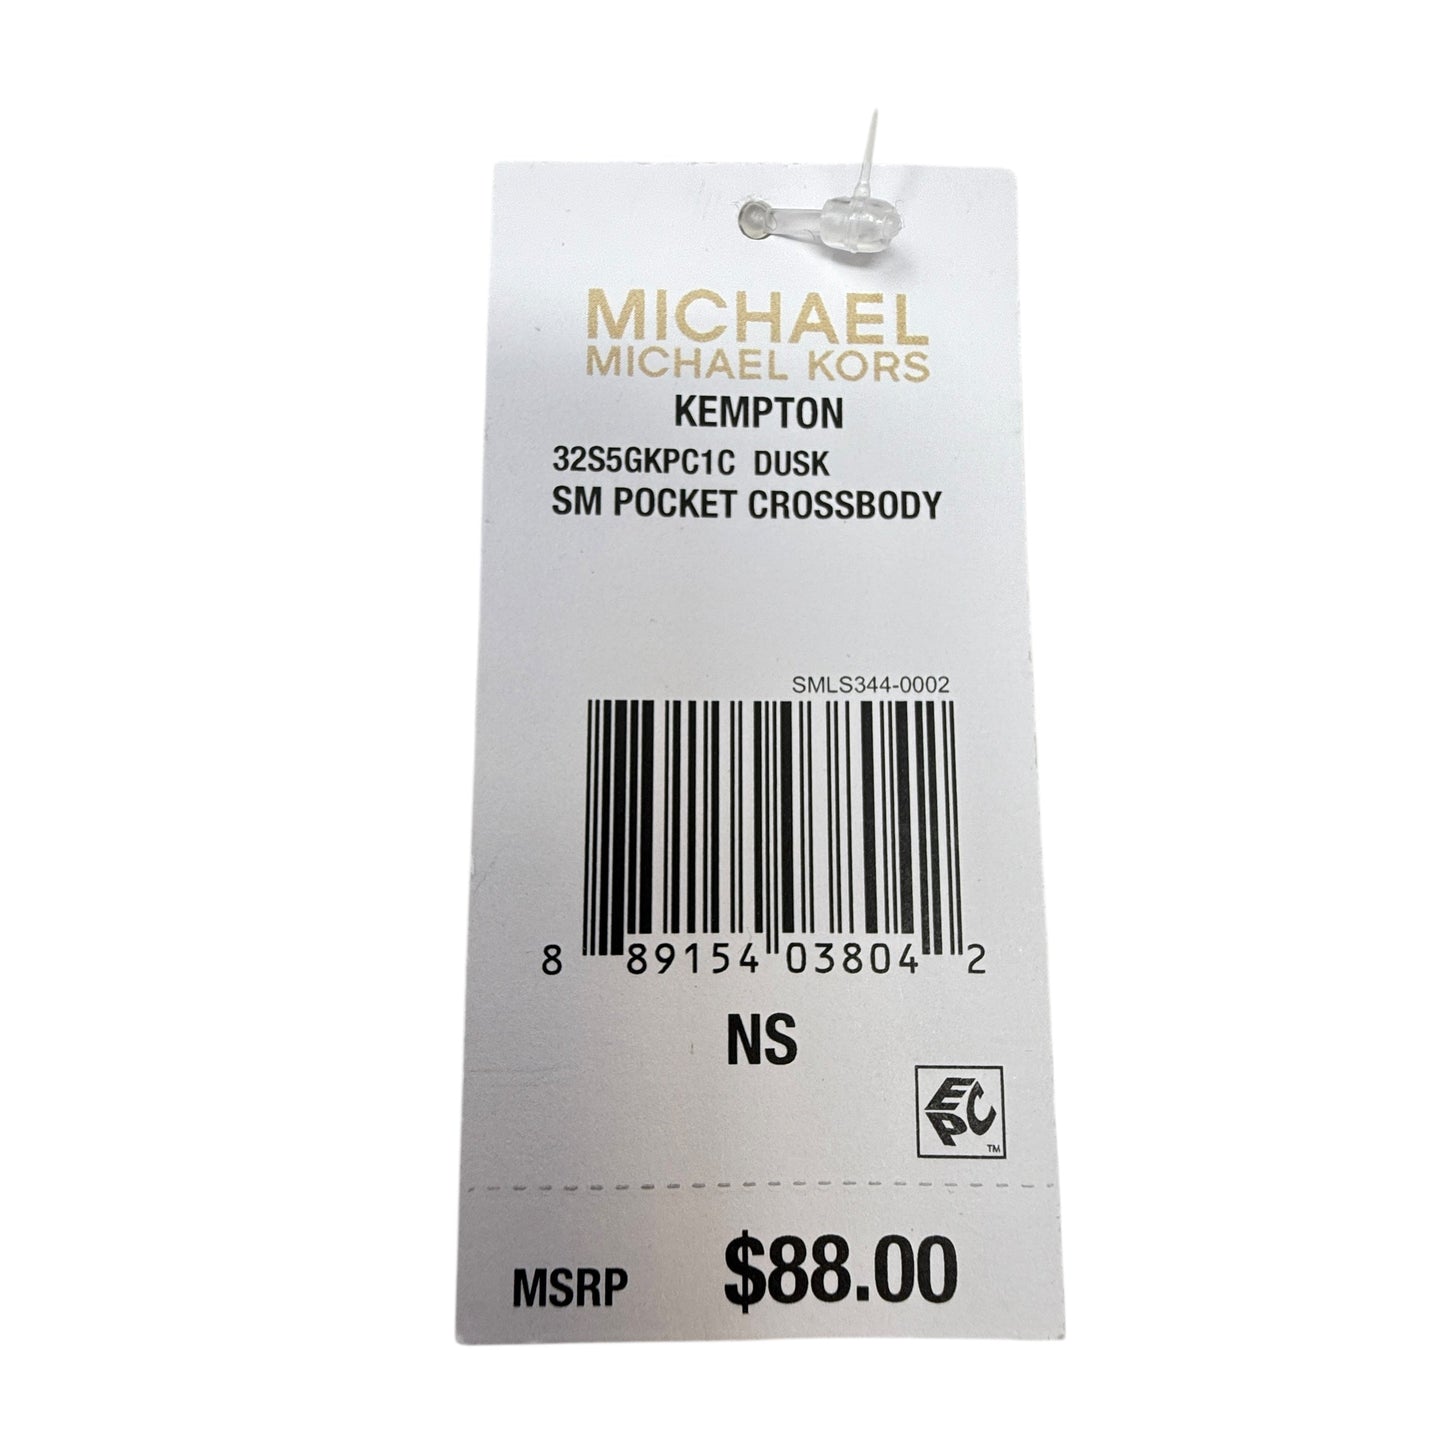 MICHAEL
MICHAEL KORS
KEMPTON
32S5GKPC1C DUSK
SM POCKET CROSSBODY
SMLS344-0002
8 89154 03804 2
NS
EPC
TM
MSRP $88.00